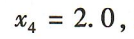 x₄ = 2.0,